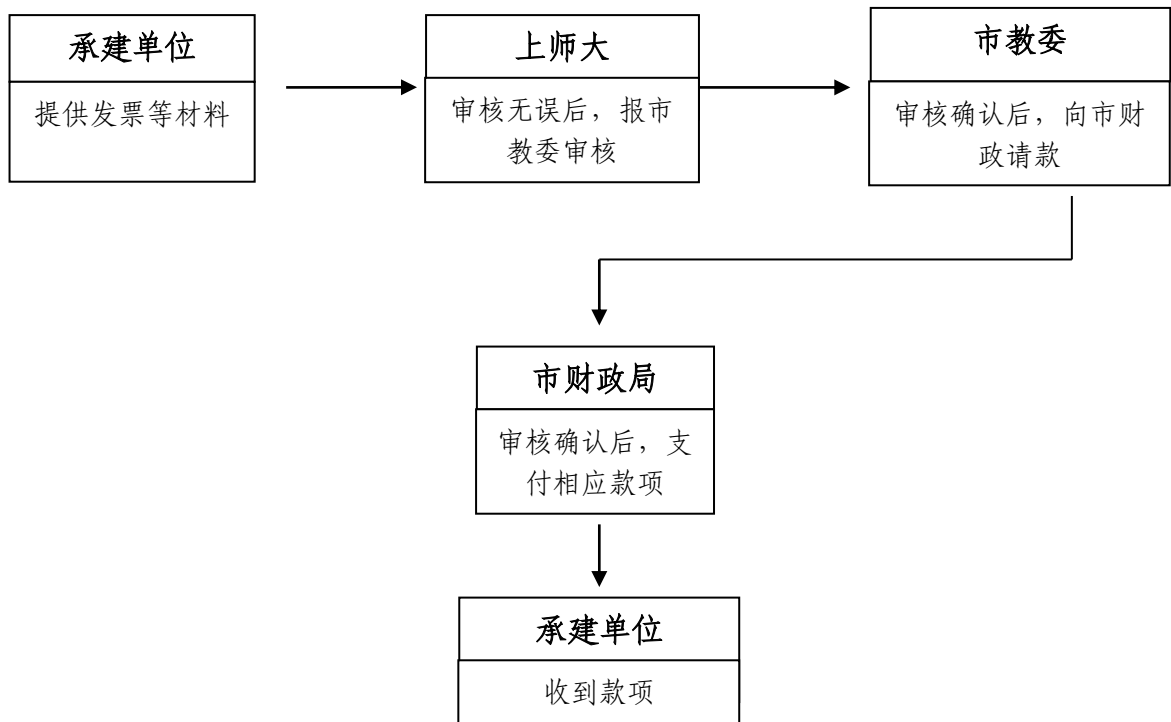 承建单位
提供发票等材料
上师大
审核无误后，报市
教委审核
市教委
审核确认后，向市财
政请款
市财政局
审核确认后，支
付相应款项
承建单位
收到款项